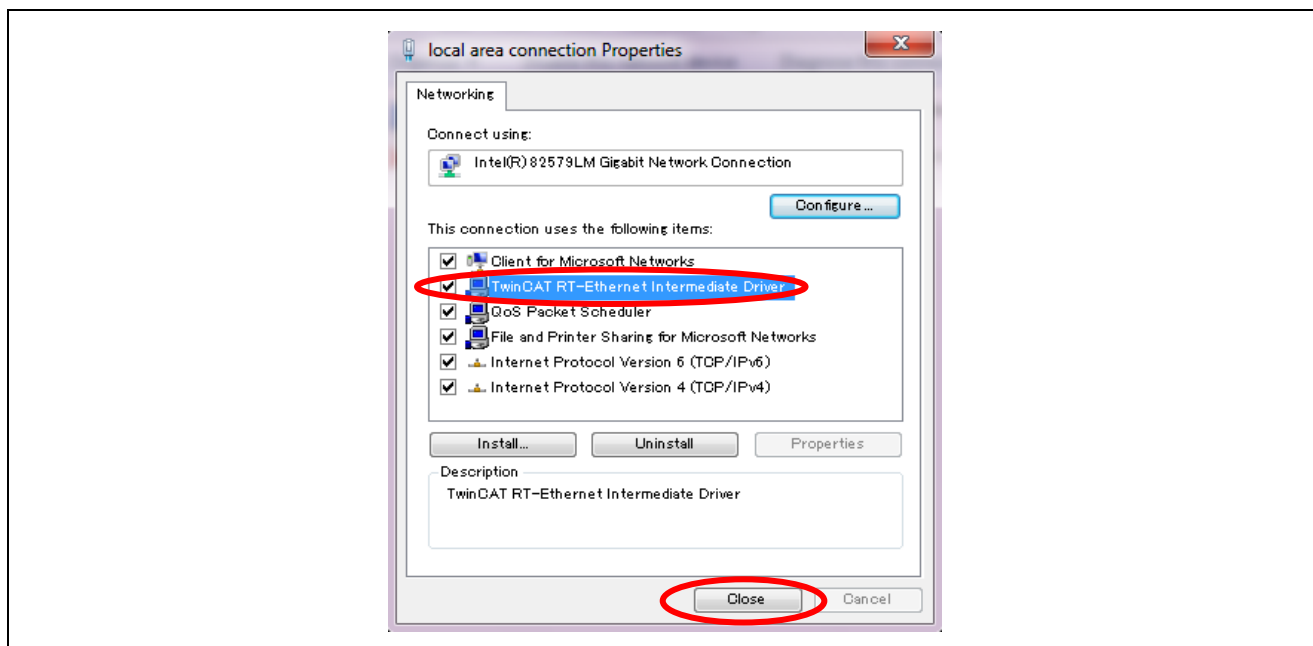 local area connection Properties
Networking
Connect using:
Intel(R) 82579LM Gigabit Network Connection
Configure...
This connection uses the following items:
Client for Microsoft Networks
TwinCAT RT-Ethernet Intermediate Driver
QoS Packet Scheduler
File and Printer Sharing for Microsoft Networks
Internet Protocol Version 6 (TCP/IPv6)
Internet Protocol Version 4 (TCP/IPv4)
Install... Uninstall Properties
Description
TwinCAT RT-Ethernet Intermediate Driver
Close Cancel